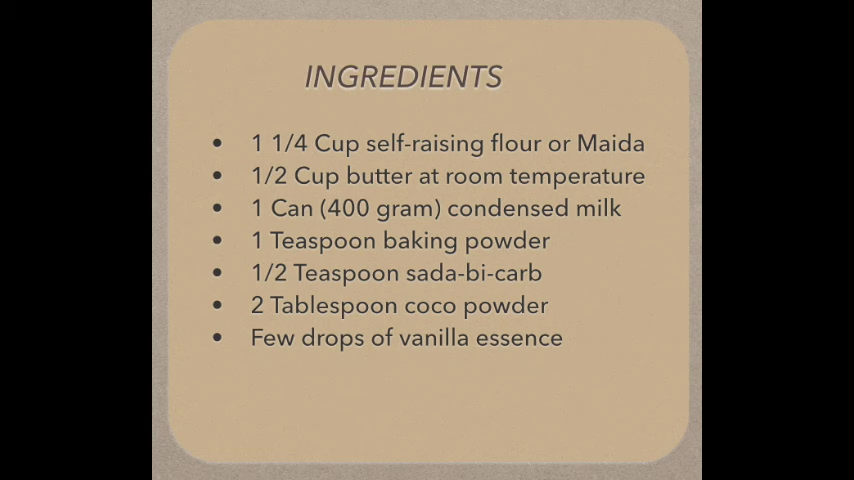 INGREDIENTS
• 1 1/4 Cup self-raising flour or Maida
• 1/2 Cup butter at room temperature
• 1 Can (400 gram) condensed milk
• 1 Teaspoon baking powder
• 1/2 Teaspoon sada-bi-carb
• 2 Tablespoon coco powder
• Few drops of vanilla essence